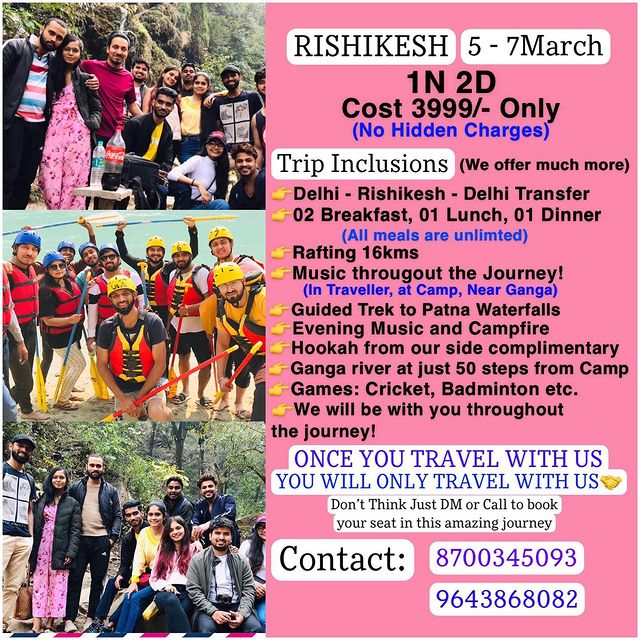 RISHIKESH 5 - 7March
1N 2D
Cost 3999/- Only
(No Hidden Charges)
Trip Inclusions (We offer much more)
👉Delhi - Rishikesh - Delhi Transfer
👉02 Breakfast, 01 Lunch, 01 Dinner
(All meals are unlimted)
👉Rafting 16kms
👉Music througout the Journey!
(In Traveller, at Camp, Near Ganga)
👉Guided Trek to Patna Waterfalls
👉Evening Music and Campfire
👉Hookah from our side complimentary
👉Ganga river at just 50 steps from Camp
👉Games: Cricket, Badminton etc.
👉We will be with you throughout
the journey!
ONCE YOU TRAVEL WITH US
YOU WILL ONLY TRAVEL WITH US🤝
Don't Think Just DM or Call to book
your seat in this amazing journey
Contact: 8700345093
9643868082